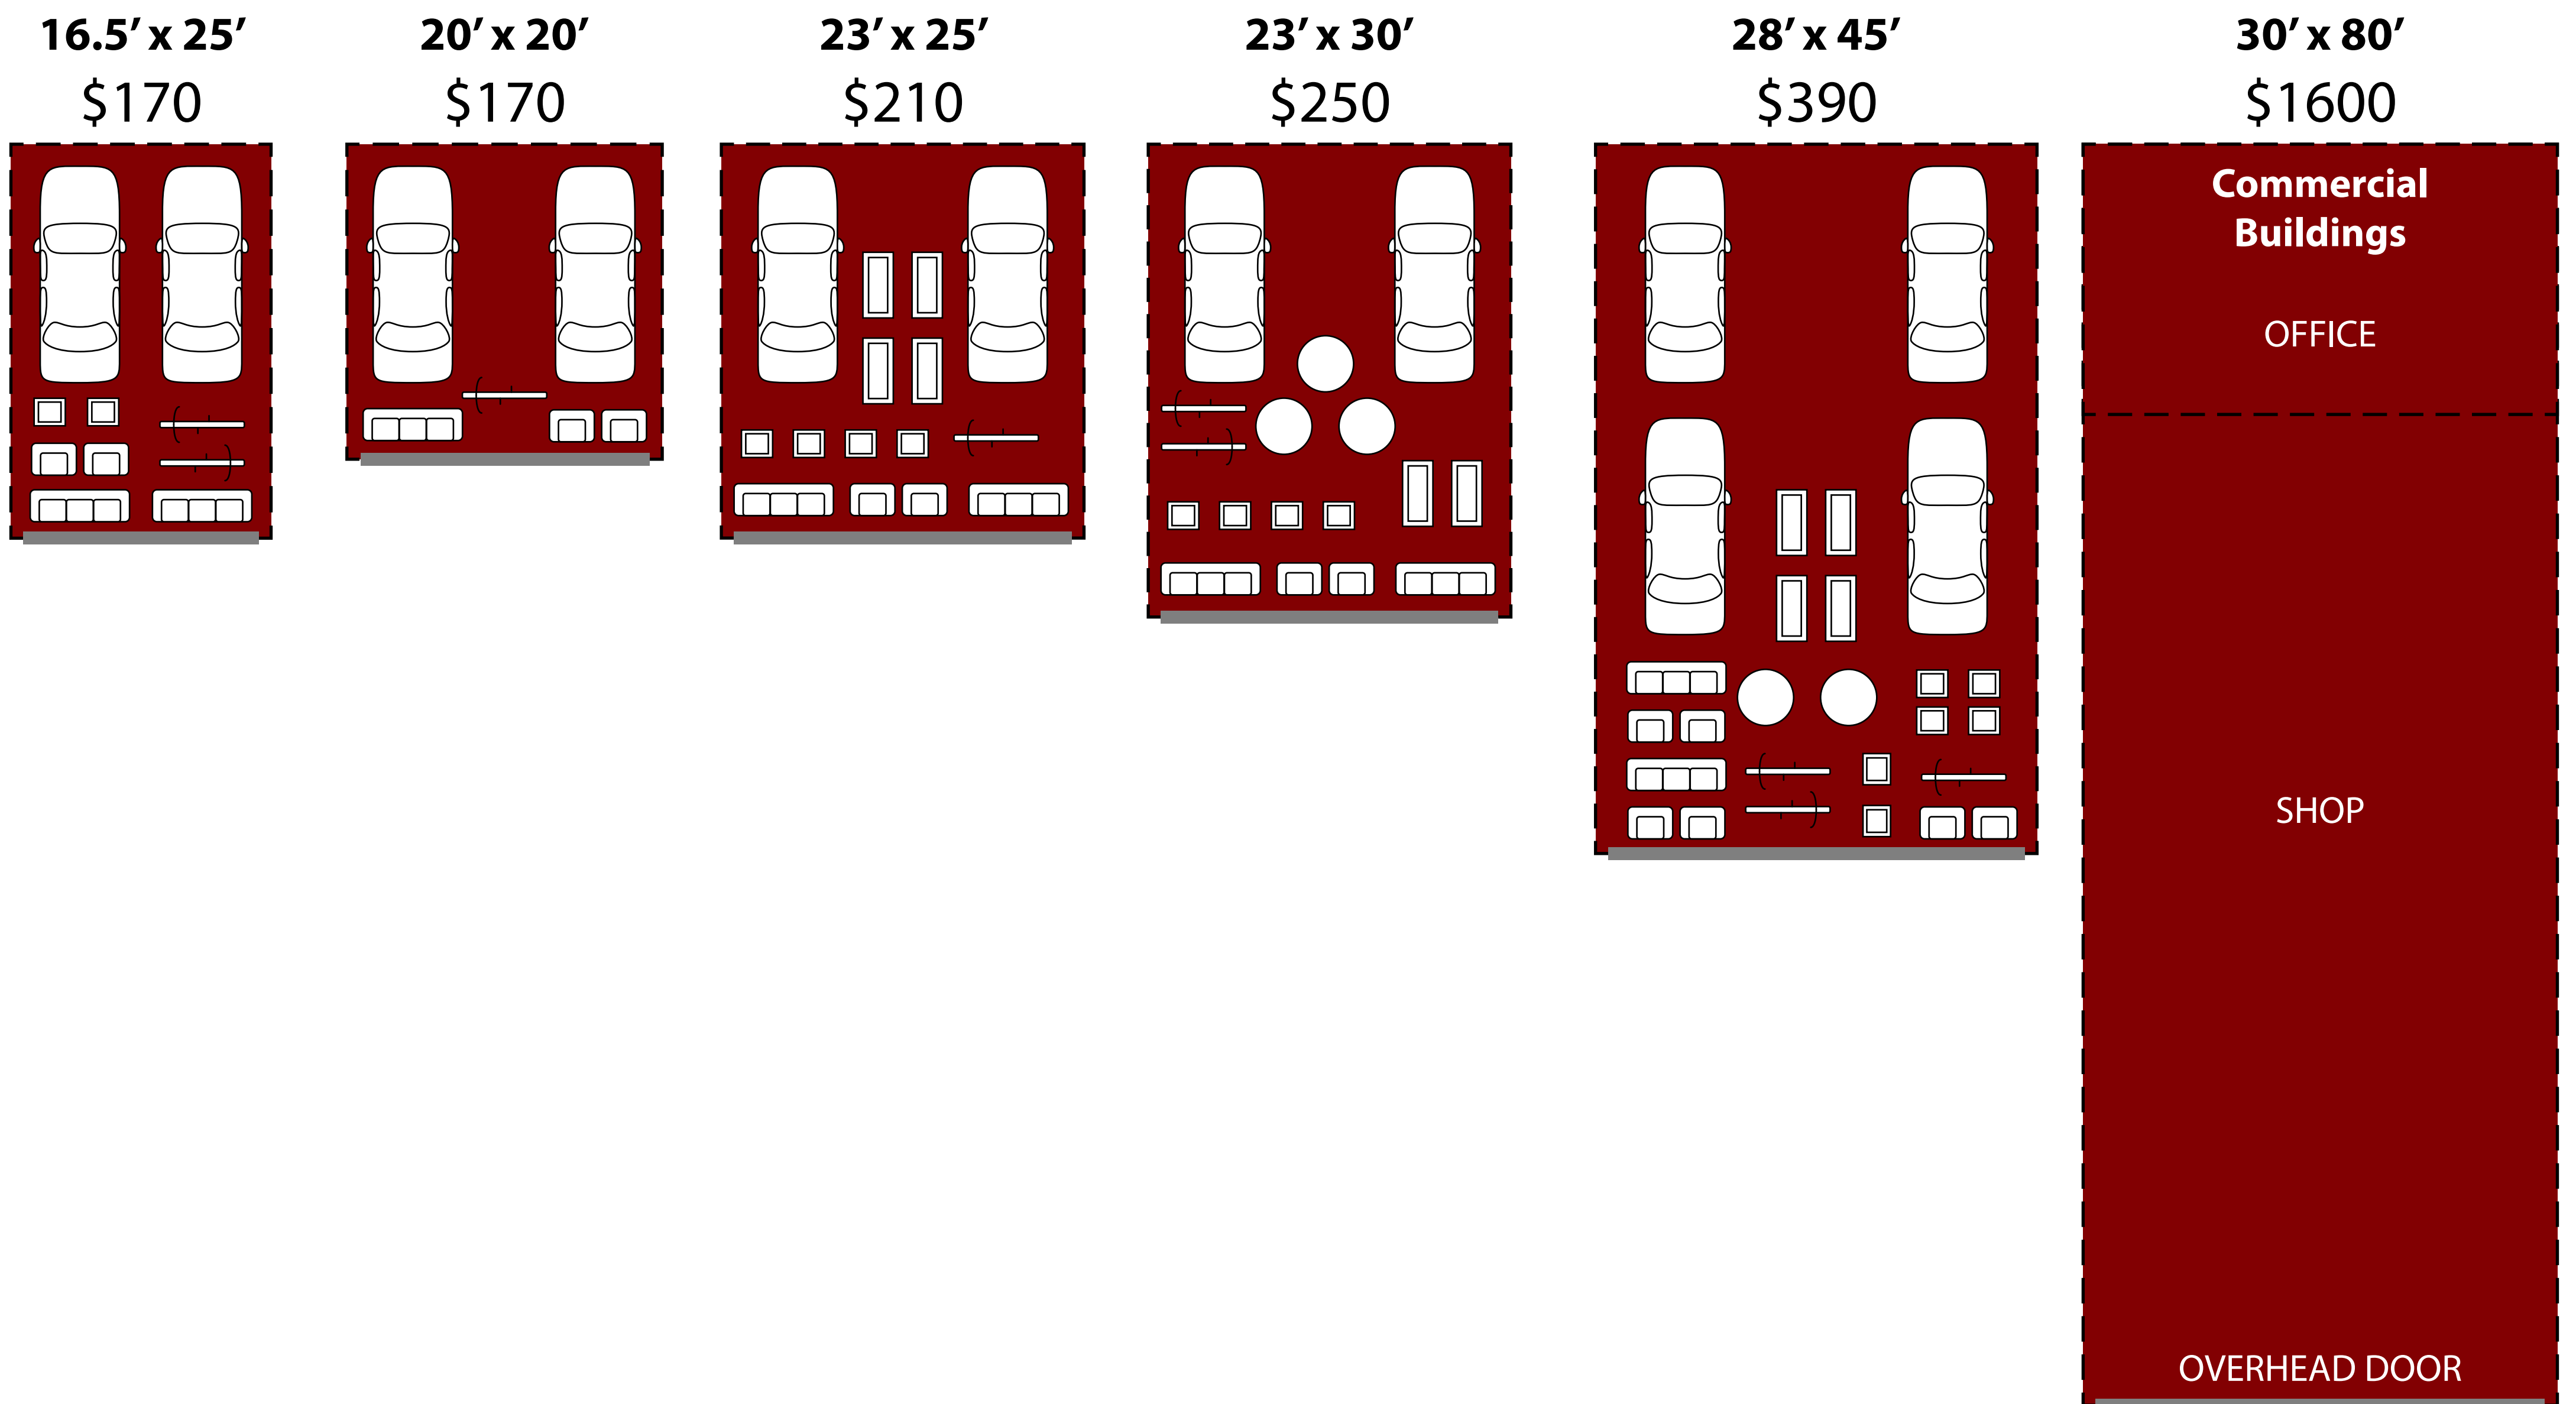 16.5’ x 25’
$170
20’ x 20’
$170
23’ x 25’
$210
23’ x 30’
$250
28’ x 45’
$390
30’ x 80’
$1600
Commercial
Buildings
OFFICE
SHOP
OVERHEAD DOOR